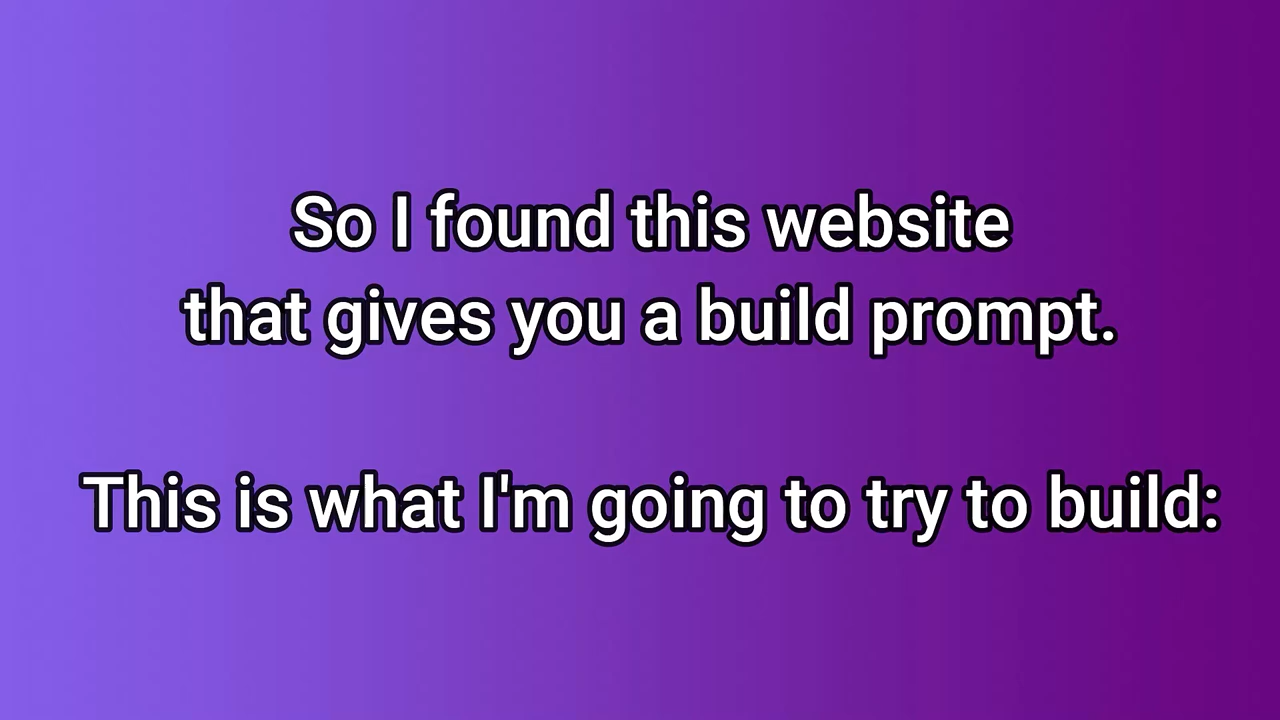 So I found this website
that gives you a build prompt.
This is what I'm going to try to build: